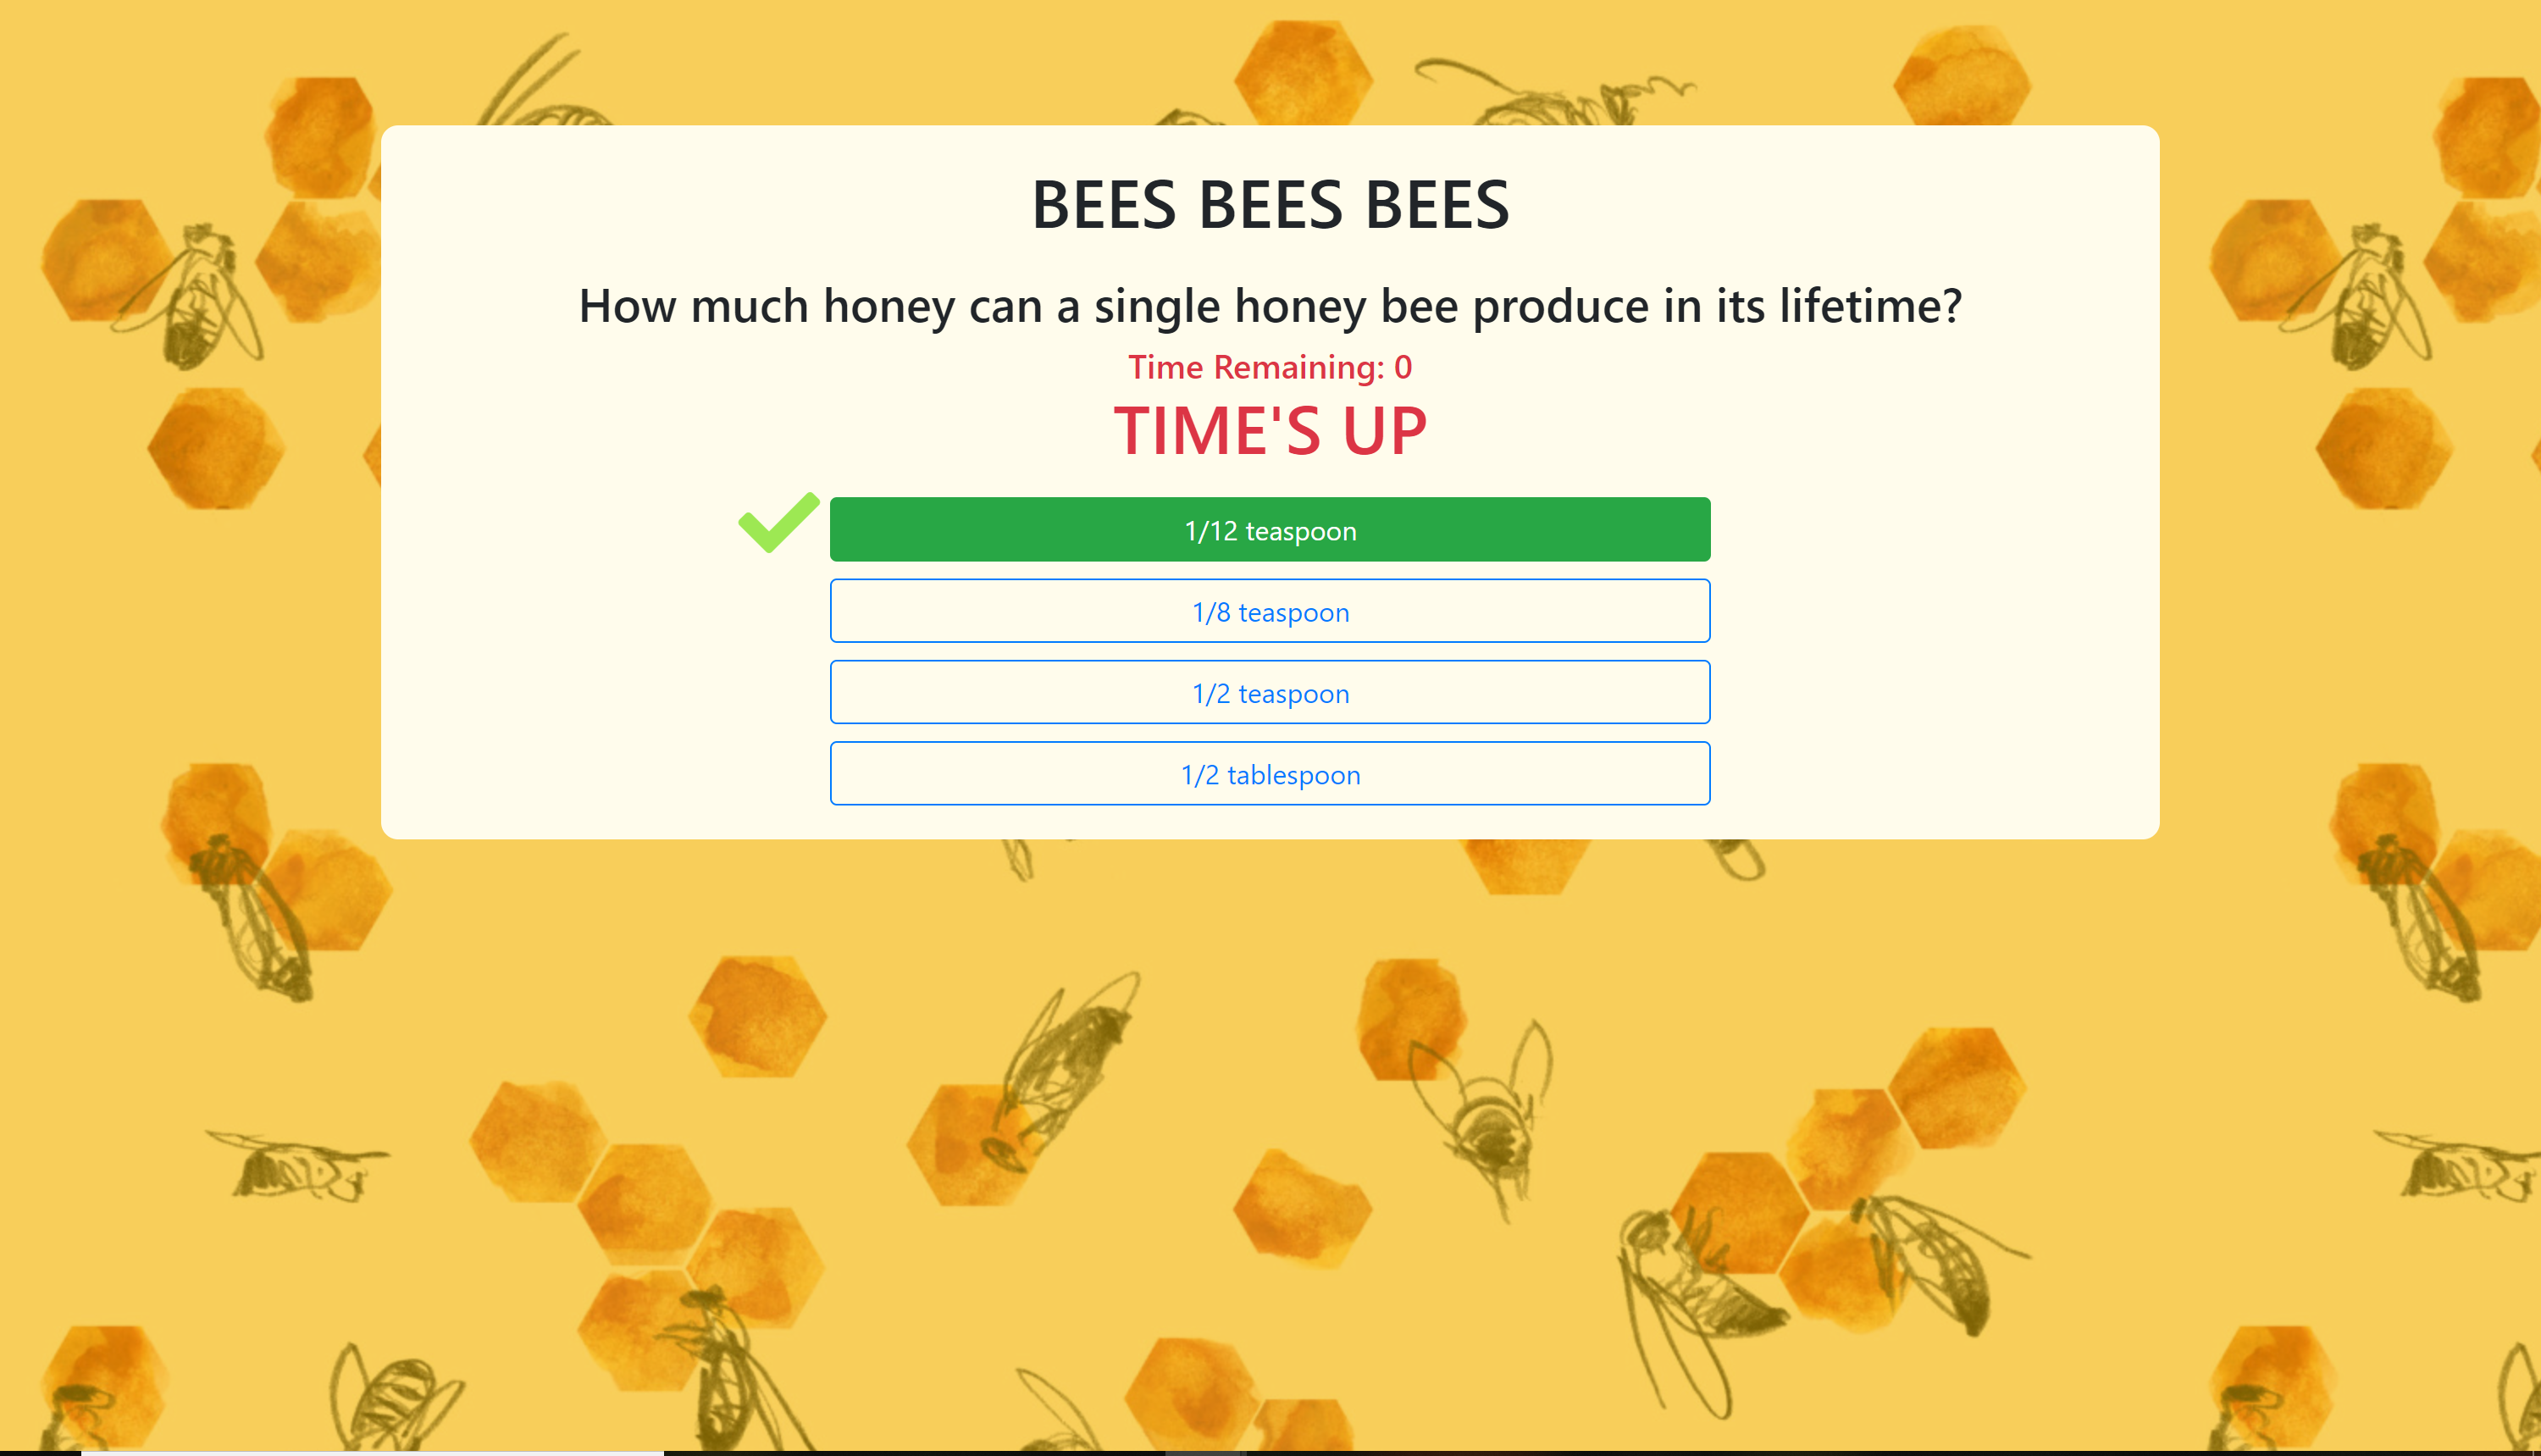 BEES BEES BEES
How much honey can a single honey bee produce in its lifetime?
Time Remaining: 0
TIME'S UP
1/12 teaspoon
1/8 teaspoon
1/2 teaspoon
1/2 tablespoon